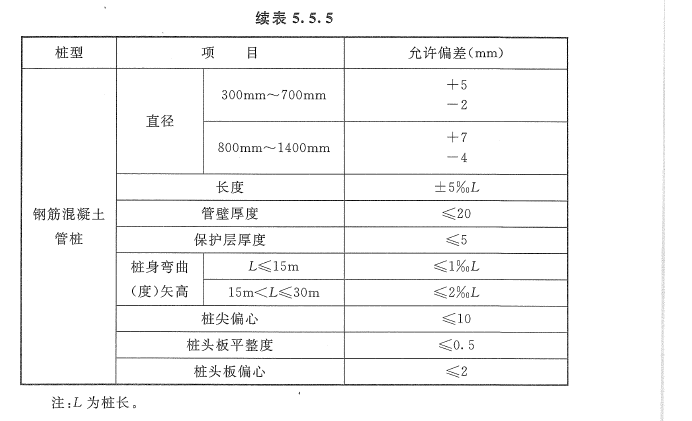 续表 5.5.5
桩型 项 目 允许偏差(mm)
钢筋混凝土
管桩
直径
300mm～700mm
+5
-2
800mm～1400mm
+7
-4
长度 ±5‰L
管壁厚度 ≤20
保护层厚度 ≤5
桩身弯曲
(度)矢高
L≤15m ≤1‰L
15m<L≤30m ≤2‰L
桩尖偏心 ≤10
桩头板平整度 ≤0.5
桩头板偏心 ≤2
注:L 为桩长。